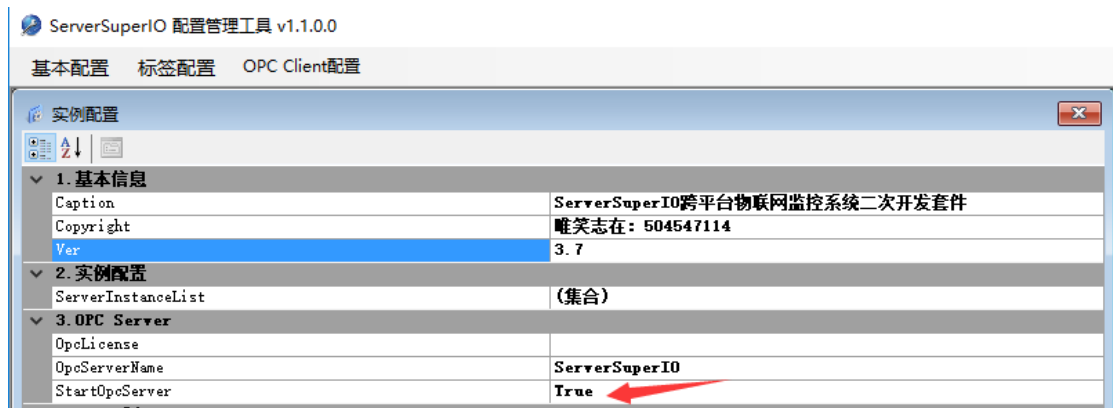 ServerSuperIO 配置管理工具 v1.1.0.0
基本配置 标签配置 OPC Client配置
实例配置
1.基本信息
Caption ServerSuperIO跨平台物联网监控系统二次开发套件
Copyright 唯笑志在：504547114
Ver 3.7
2.实例配置
ServerInstanceList (集合)
3.OPC Server
OpcLicense
OpcServerName ServerSuperIO
StartOpcServer True